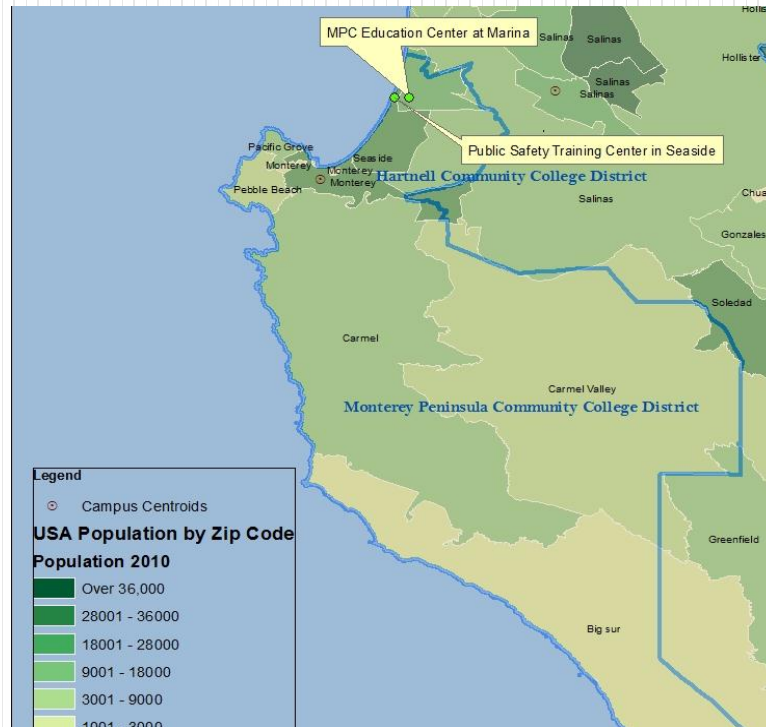 Hollis
MPC Education Center at Marina
Salinas
Salinas
Hollister
Salinas
Salinas
Public Safety Training Center in Seaside
Pacific Grove
Seaside
Monterey
Monterey
Monterey
Hartnell Community College District
Pebble Beach
Salinas
Chua
Gonzales
Soledad
Carmel
Carmel Valley
Monterey Peninsula Community College District
Greenfield
Big sur
Legend
Campus Centroids
USA Population by Zip Code
Population 2010
Over 36,000
28001 - 36000
18001 - 28000
9001 - 18000
3001 - 9000
1001 - 3000